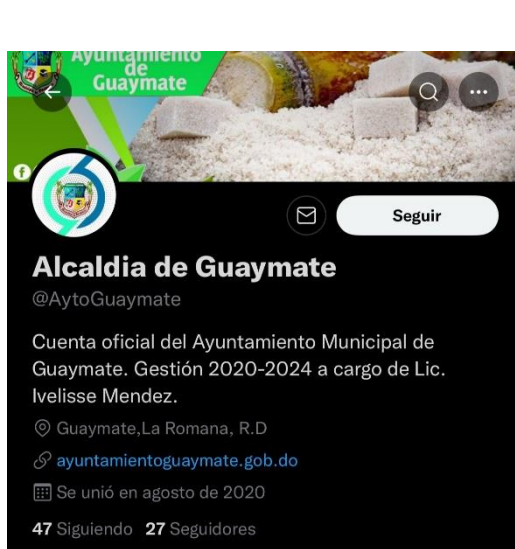 Ayuntamiento
de
Guaymate
Seguir
Alcaldia de Guaymate
@AytoGuaymate
Cuenta oficial del Ayuntamiento Municipal de
Guaymate. Gestión 2020-2024 a cargo de Lic.
Ivelisse Mendez.
Guaymate,La Romana, R.D
ayuntamientoguaymate.gob.do
Se unió en agosto de 2020
47 Siguiendo 27 Seguidores